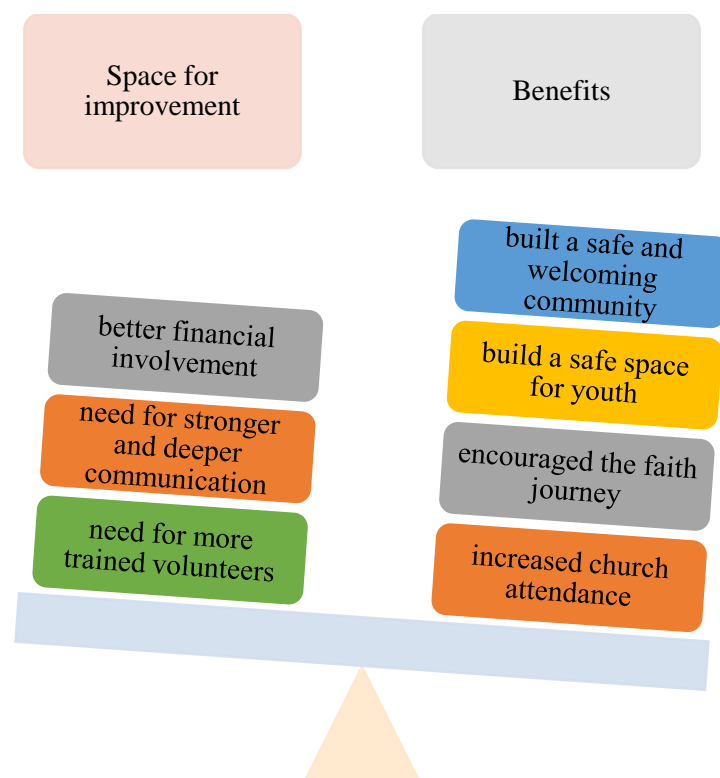 Space for
improvement
Benefits
better financial
involvement
need for stronger
and deeper
communication
need for more
trained volunteers
built a safe and
welcoming
community
build a safe space
for youth
encouraged the faith
journey
increased church
attendance